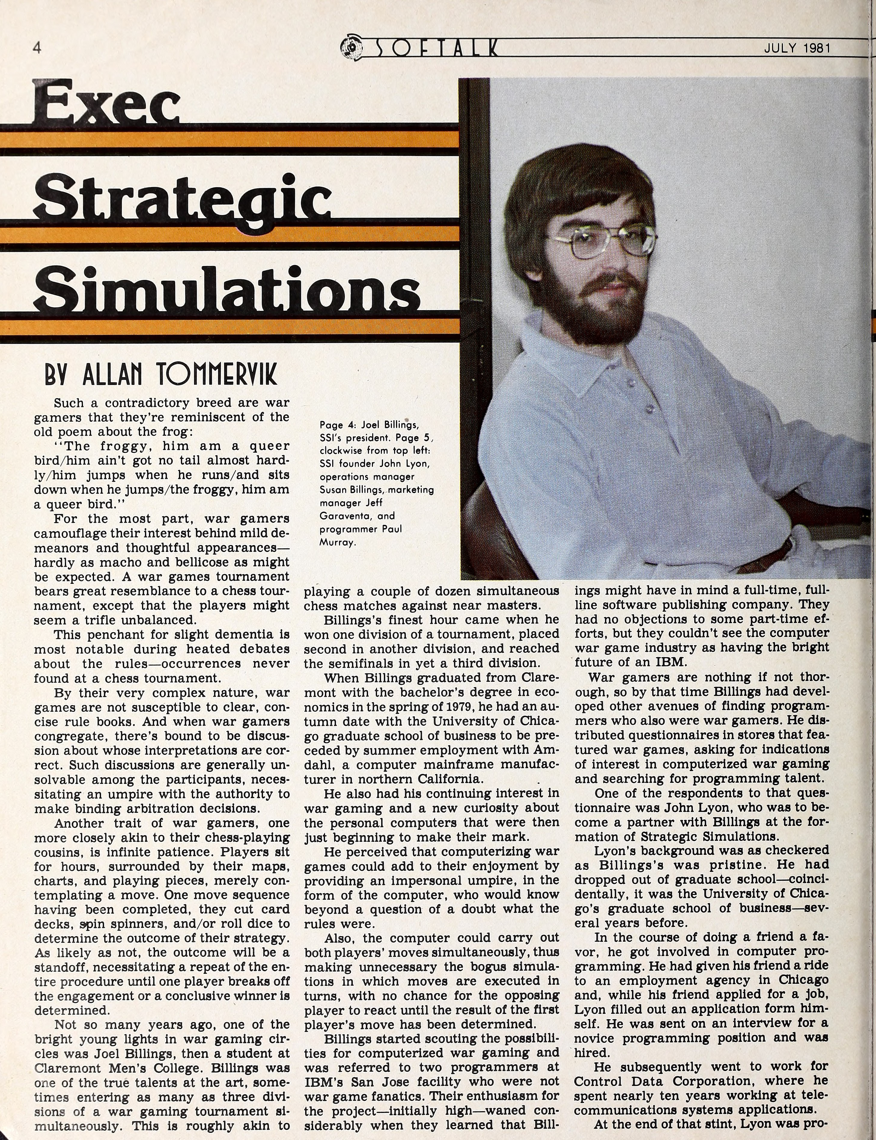 4
SOFTALK
JULY 1981
Exec
Strategic
Simulations
BY ALLAN TOMMERVIK
Such a contradictory breed are war
gamers that they're reminiscent of the
old poem about the frog:
"The froggy, him am a queer
bird/him ain't got no tail almost hard-
ly/him jumps when he runs/and sits
down when he jumps/the froggy, him am
a queer bird."
For the most part, war gamers
camouflage their interest behind mild de-
meanors and thoughtful appearances—
hardly as macho and bellicose as might
be expected. A war games tournament
bears great resemblance to a chess tour-
nament, except that the players might
seem a trifle unbalanced.
This penchant for slight dementia is
most notable during heated debates
about the rules—occurrences never
found at a chess tournament.
By their very complex nature, war
games are not susceptible to clear, con-
cise rule books. And when war gamers
congregate, there's bound to be discus-
sion about whose interpretations are cor-
rect. Such discussions are generally un-
solvable among the participants, neces-
sitating an umpire with the authority to
make binding arbitration decisions.
Another trait of war gamers, one
more closely akin to their chess-playing
cousins, is infinite patience. Players sit
for hours, surrounded by their maps,
charts, and playing pieces, merely con-
templating a move. One move sequence
having been completed, they cut card
decks, spin spinners, and/or roll dice to
determine the outcome of their strategy.
As likely as not, the outcome will be a
standoff, necessitating a repeat of the en-
tire procedure until one player breaks off
the engagement or a conclusive winner is
determined.
Not so many years ago, one of the
bright young lights in war gaming cir-
cles was Joel Billings, then a student at
Claremont Men's College. Billings was
one of the true talents at the art, some-
times entering as many as three divi-
sions of a war gaming tournament si-
multaneously. This is roughly akin to
Page 4: Joel Billings,
SSI's president. Page 5,
clockwise from top left:
SSI founder John Lyon,
operations manager
Susan Billings, marketing
manager Jeff
Garaventa, and
programmer Paul
Murray.
playing a couple of dozen simultaneous
chess matches against near masters.
Billings's finest hour came when he
won one division of a tournament, placed
second in another division, and reached
the semifinals in yet a third division.
When Billings graduated from Clare-
mont with the bachelor's degree in eco-
nomics in the spring of 1979, he had an au-
tumn date with the University of Chica-
go graduate school of business to be pre-
ceded by summer employment with Am-
dahl, a computer mainframe manufac-
turer in northern California.
He also had his continuing interest in
war gaming and a new curiosity about
the personal computers that were then
just beginning to make their mark.
He perceived that computerizing war
games could add to their enjoyment by
providing an impersonal umpire, in the
form of the computer, who would know
beyond a question of a doubt what the
rules were.
Also, the computer could carry out
both players' moves simultaneously, thus
making unnecessary the bogus simula-
tions in which moves are executed in
turns, with no chance for the opposing
player to react until the result of the first
player's move has been determined.
Billings started scouting the possibili-
ties for computerized war gaming and
was referred to two programmers at
IBM's San Jose facility who were not
war game fanatics. Their enthusiasm for
the project—initially high—waned con-
siderably when they learned that Bill-
ings might have in mind a full-time, full-
line software publishing company. They
had no objections to some part-time ef-
forts, but they couldn't see the computer
war game industry as having the bright
future of an IBM.
War gamers are nothing if not thor-
ough, so by that time Billings had devel-
oped other avenues of finding program-
mers who also were war gamers. He dis-
tributed questionnaires in stores that fea-
tured war games, asking for indications
of interest in computerized war gaming
and searching for programming talent.
One of the respondents to that ques-
tionnaire was John Lyon, who was to be-
come a partner with Billings at the for-
mation of Strategic Simulations.
Lyon's background was as checkered
as Billings's was pristine. He had
dropped out of graduate school—coinci-
dentally, it was the University of Chica-
go's graduate school of business—sev-
eral years before.
In the course of doing a friend a fa-
vor, he got involved in computer pro-
gramming. He had given his friend a ride
to an employment agency in Chicago
and, while his friend applied for a job,
Lyon filled out an application form him-
self. He was sent on an interview for a
novice programming position and was
hired.
He subsequently went to work for
Control Data Corporation, where he
spent nearly ten years working at tele-
communications systems applications.
At the end of that stint, Lyon was pro-